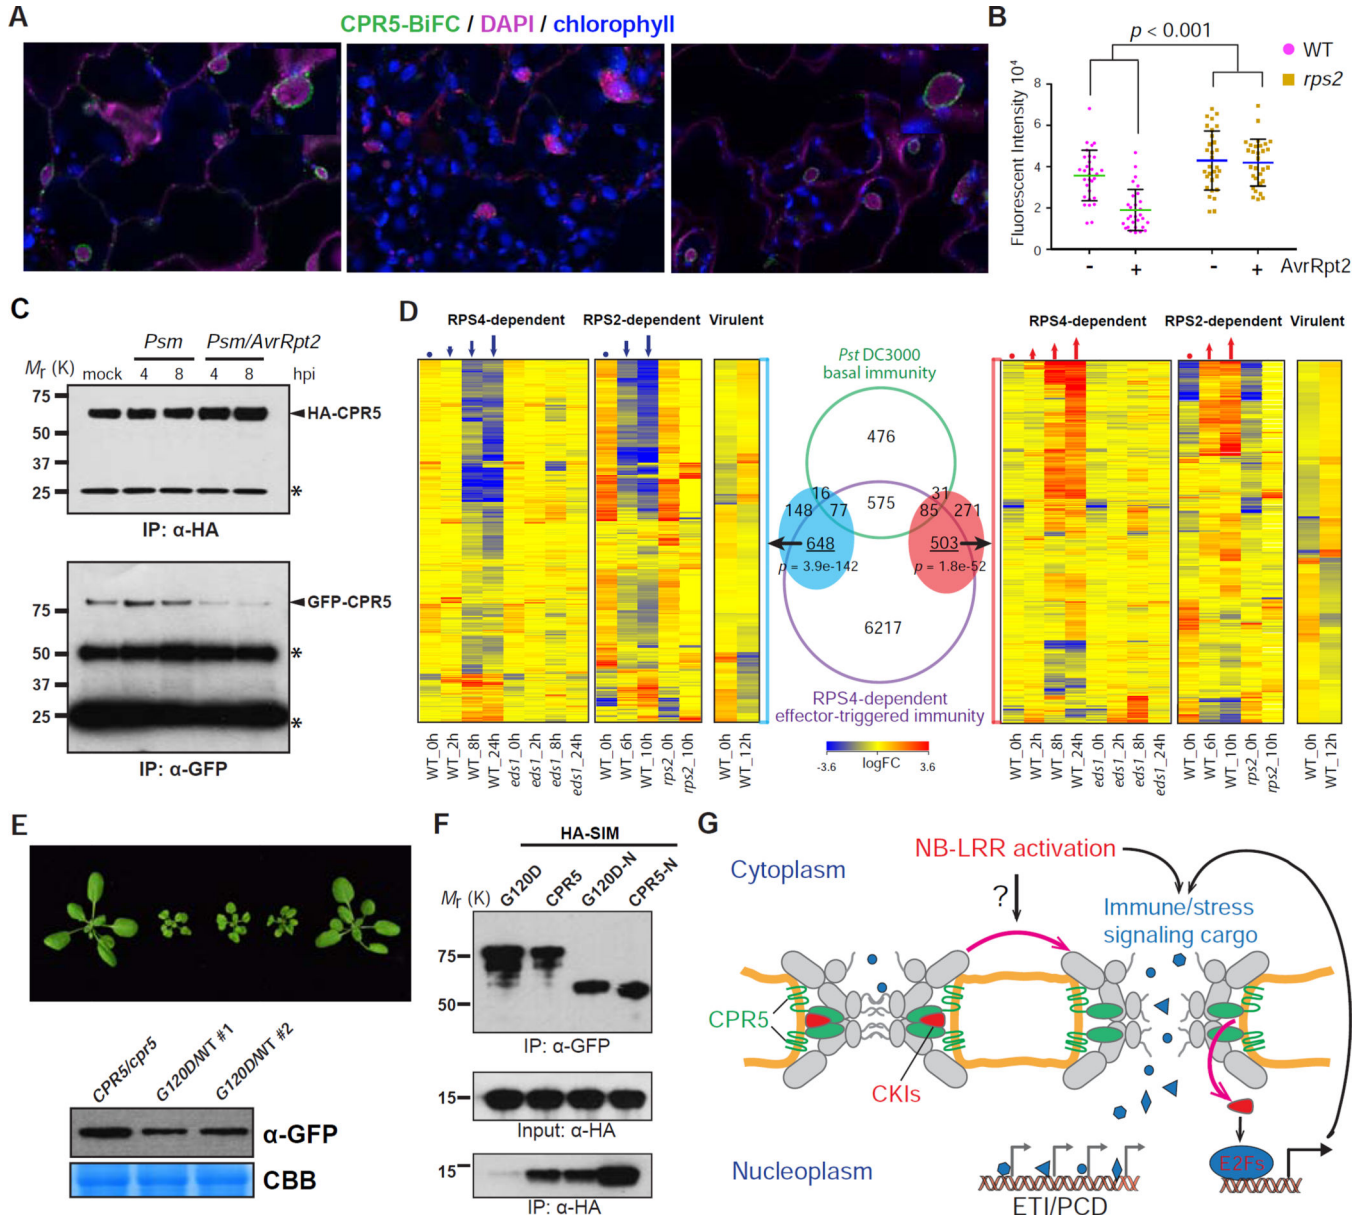 A
CPR5-BiFC / DAPI / chlorophyll
B
p < 0.001
WT
rps2
Fluorescent Intensity 10⁴
8
6
4
2
0
- + - + AvrRpt2
C
Psm Psm/AvrRpt2
Mr (K) mock 4 8 4 8 hpi
75
HA-CPR5
50
37
25 *
IP: α-HA
75 GFP-CPR5
50 *
37
25 *
IP: α-GFP
D
RPS4-dependent RPS2-dependent Virulent
Pst DC3000
basal immunity
476
16 575 31
148 77 85 271
648 503
p = 3.9e-142 p = 1.8e-52
6217
RPS4-dependent
effector-triggered immunity
-3.6 logFC 3.6
WT_0h WT_2h WT_8h WT_24h eds1_0h eds1_2h eds1_8h eds1_24h
WT_0h WT_6h WT_10h rps2_0h rps2_10h
WT_0h WT_12h
RPS4-dependent RPS2-dependent Virulent
WT_0h WT_2h WT_8h WT_24h eds1_0h eds1_2h eds1_8h eds1_24h
WT_0h WT_6h WT_10h rps2_0h rps2_10h
WT_0h WT_12h
E
CPR5/cpr5 G120D/WT #1 G120D/WT #2
α-GFP
CBB
F
HA-SIM
Mr (K) G120D CPR5 G120D-N CPR5-N
75
50
IP: α-GFP
15
Input: α-HA
15
IP: α-HA
G
NB-LRR activation
Cytoplasm
?
Immune/stress
signaling cargo
CPR5
CKIs
Nucleoplasm
E2Fs
ETI/PCD